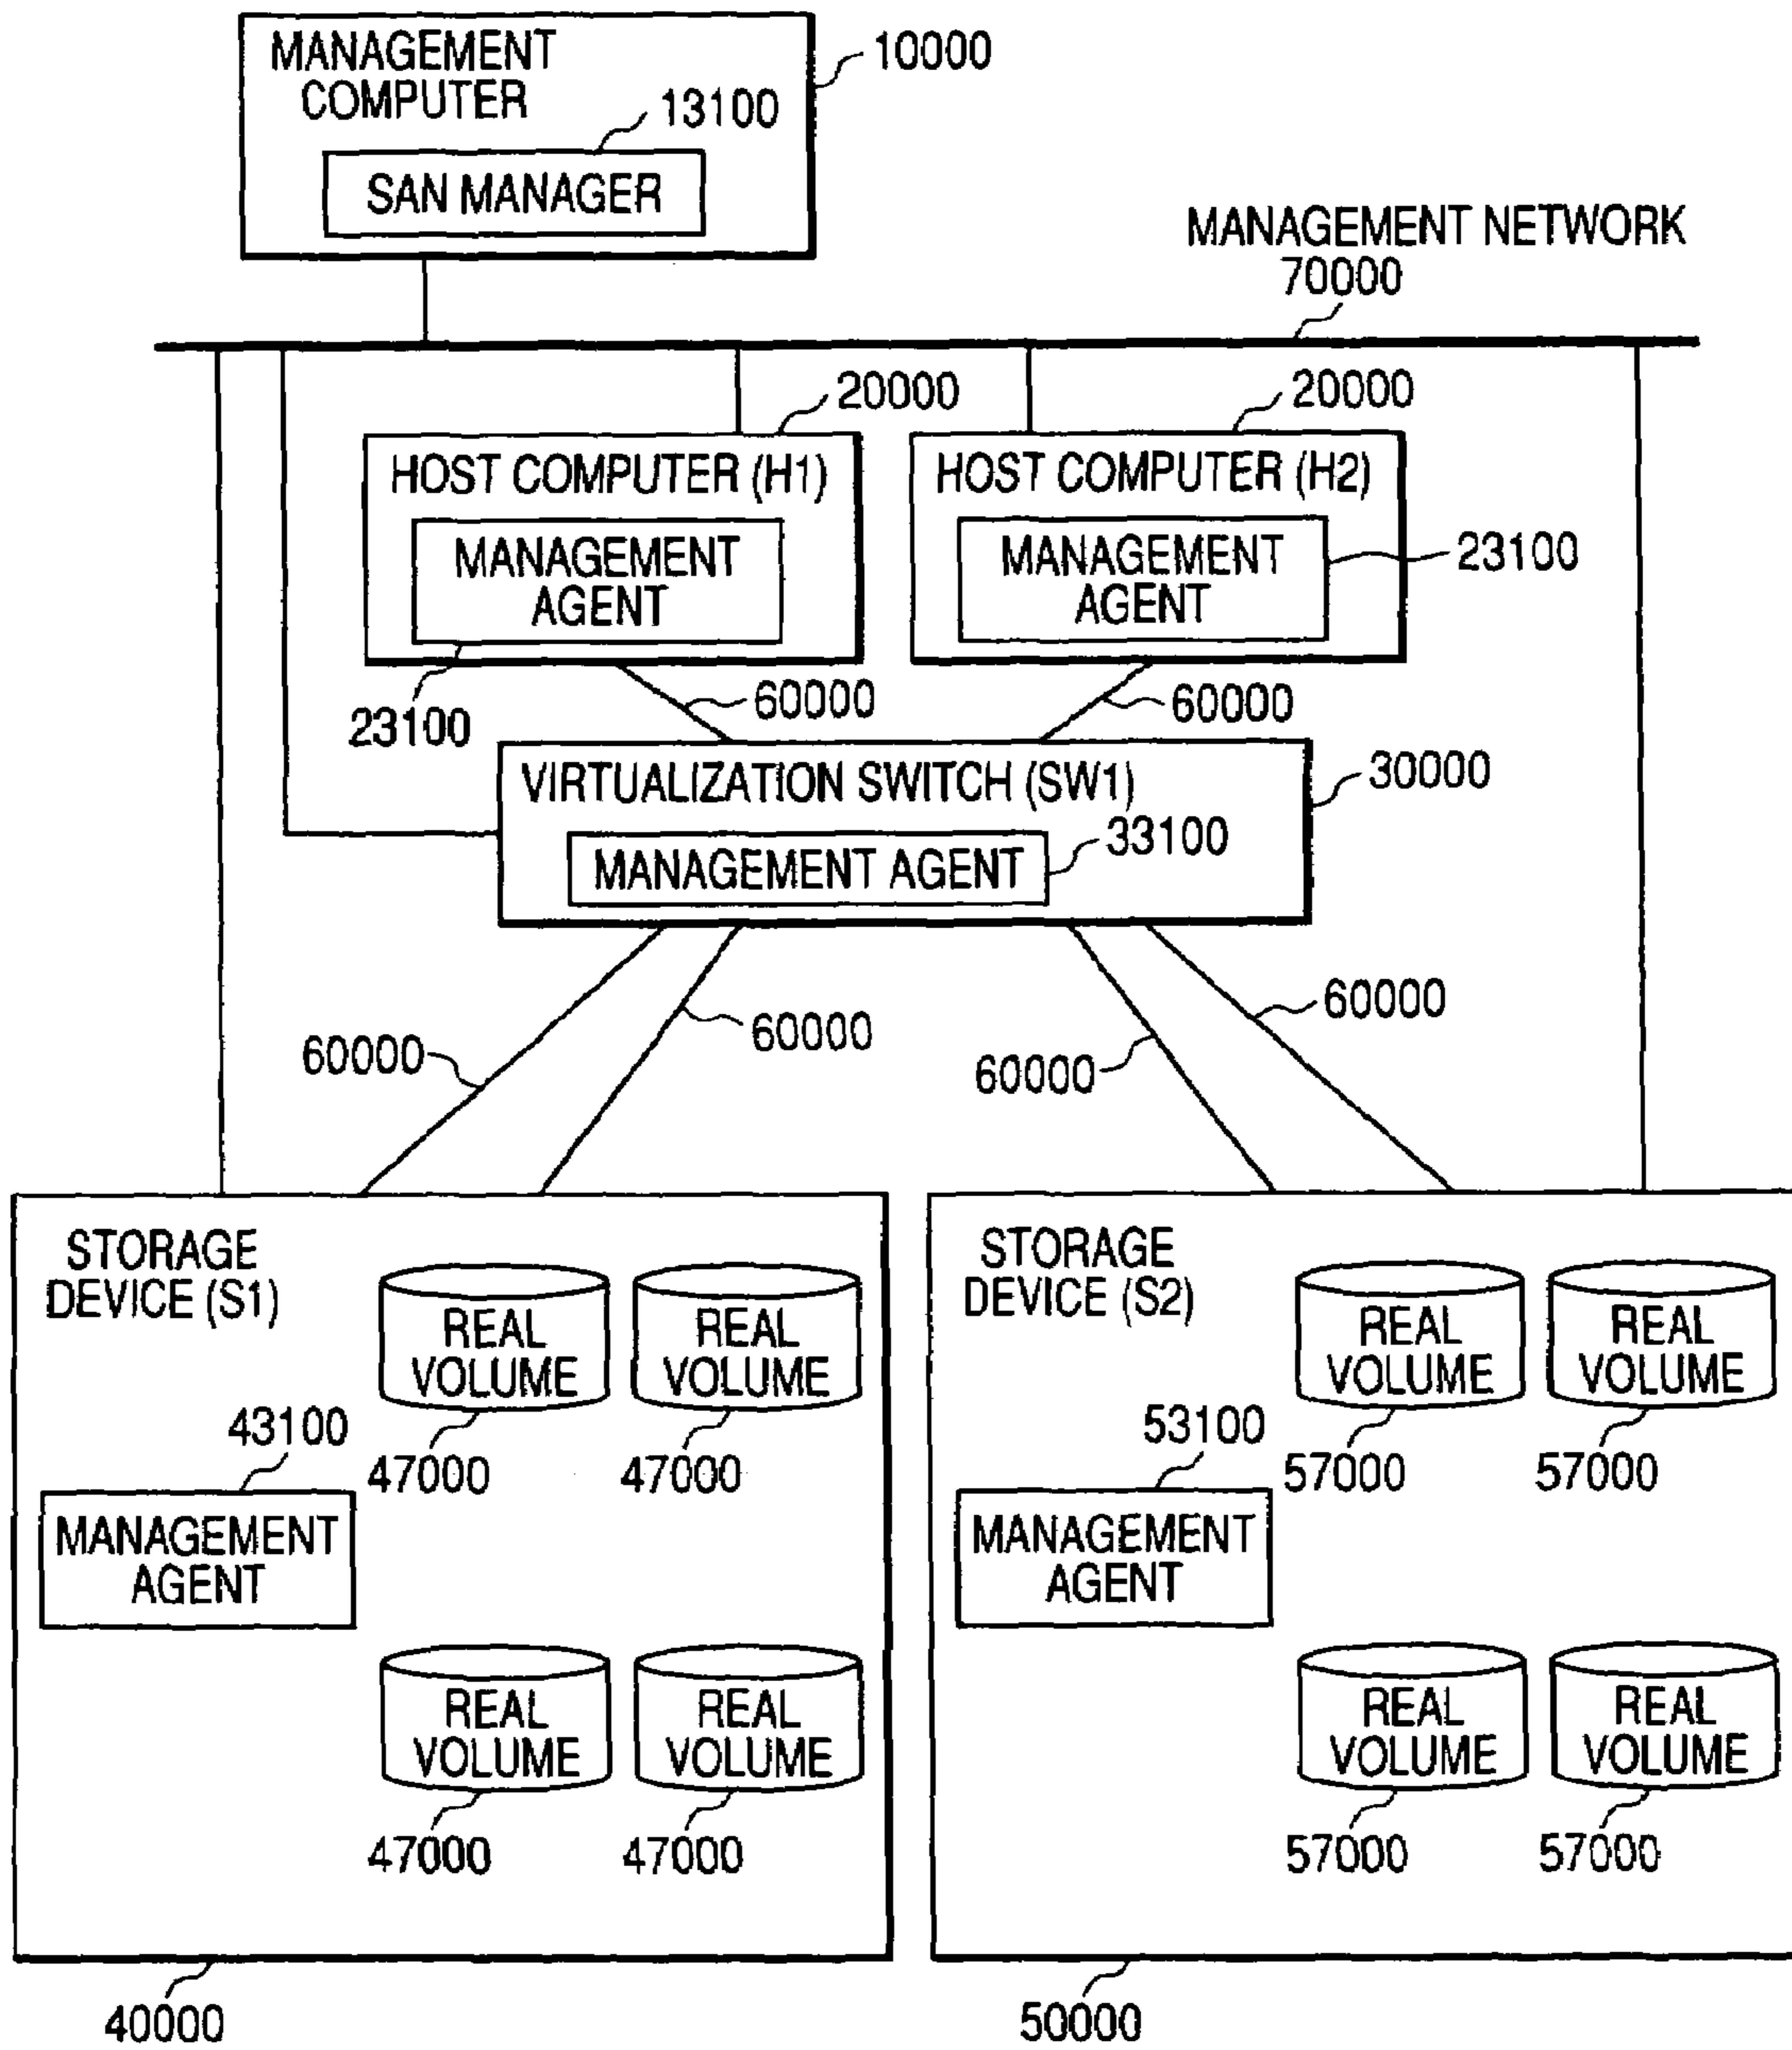 MANAGEMENT
COMPUTER
10000
13100
SAN MANAGER
MANAGEMENT NETWORK
70000
20000
20000
HOST COMPUTER (H1)
HOST COMPUTER (H2)
MANAGEMENT
AGENT
MANAGEMENT
AGENT
23100
23100
60000
60000
VIRTUALIZATION SWITCH (SW1)
30000
33100
MANAGEMENT AGENT
60000
60000
60000
60000
STORAGE
DEVICE (S1)
REAL
VOLUME
REAL
VOLUME
47000
47000
43100
MANAGEMENT
AGENT
REAL
VOLUME
REAL
VOLUME
47000
47000
40000
STORAGE
DEVICE (S2)
REAL
VOLUME
REAL
VOLUME
57000
57000
53100
MANAGEMENT
AGENT
REAL
VOLUME
REAL
VOLUME
57000
57000
50000